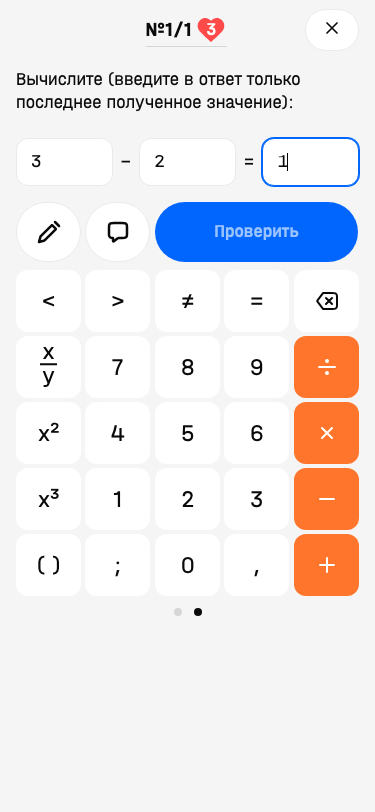 №1/1 3
Вычислите (введите в ответ только
последнее полученное значение):
3 − 2 = 1
Проверить
< > ≠ =
x/y 7 8 9 ÷
x² 4 5 6 ×
x³ 1 2 3 −
( ) ; 0 , +